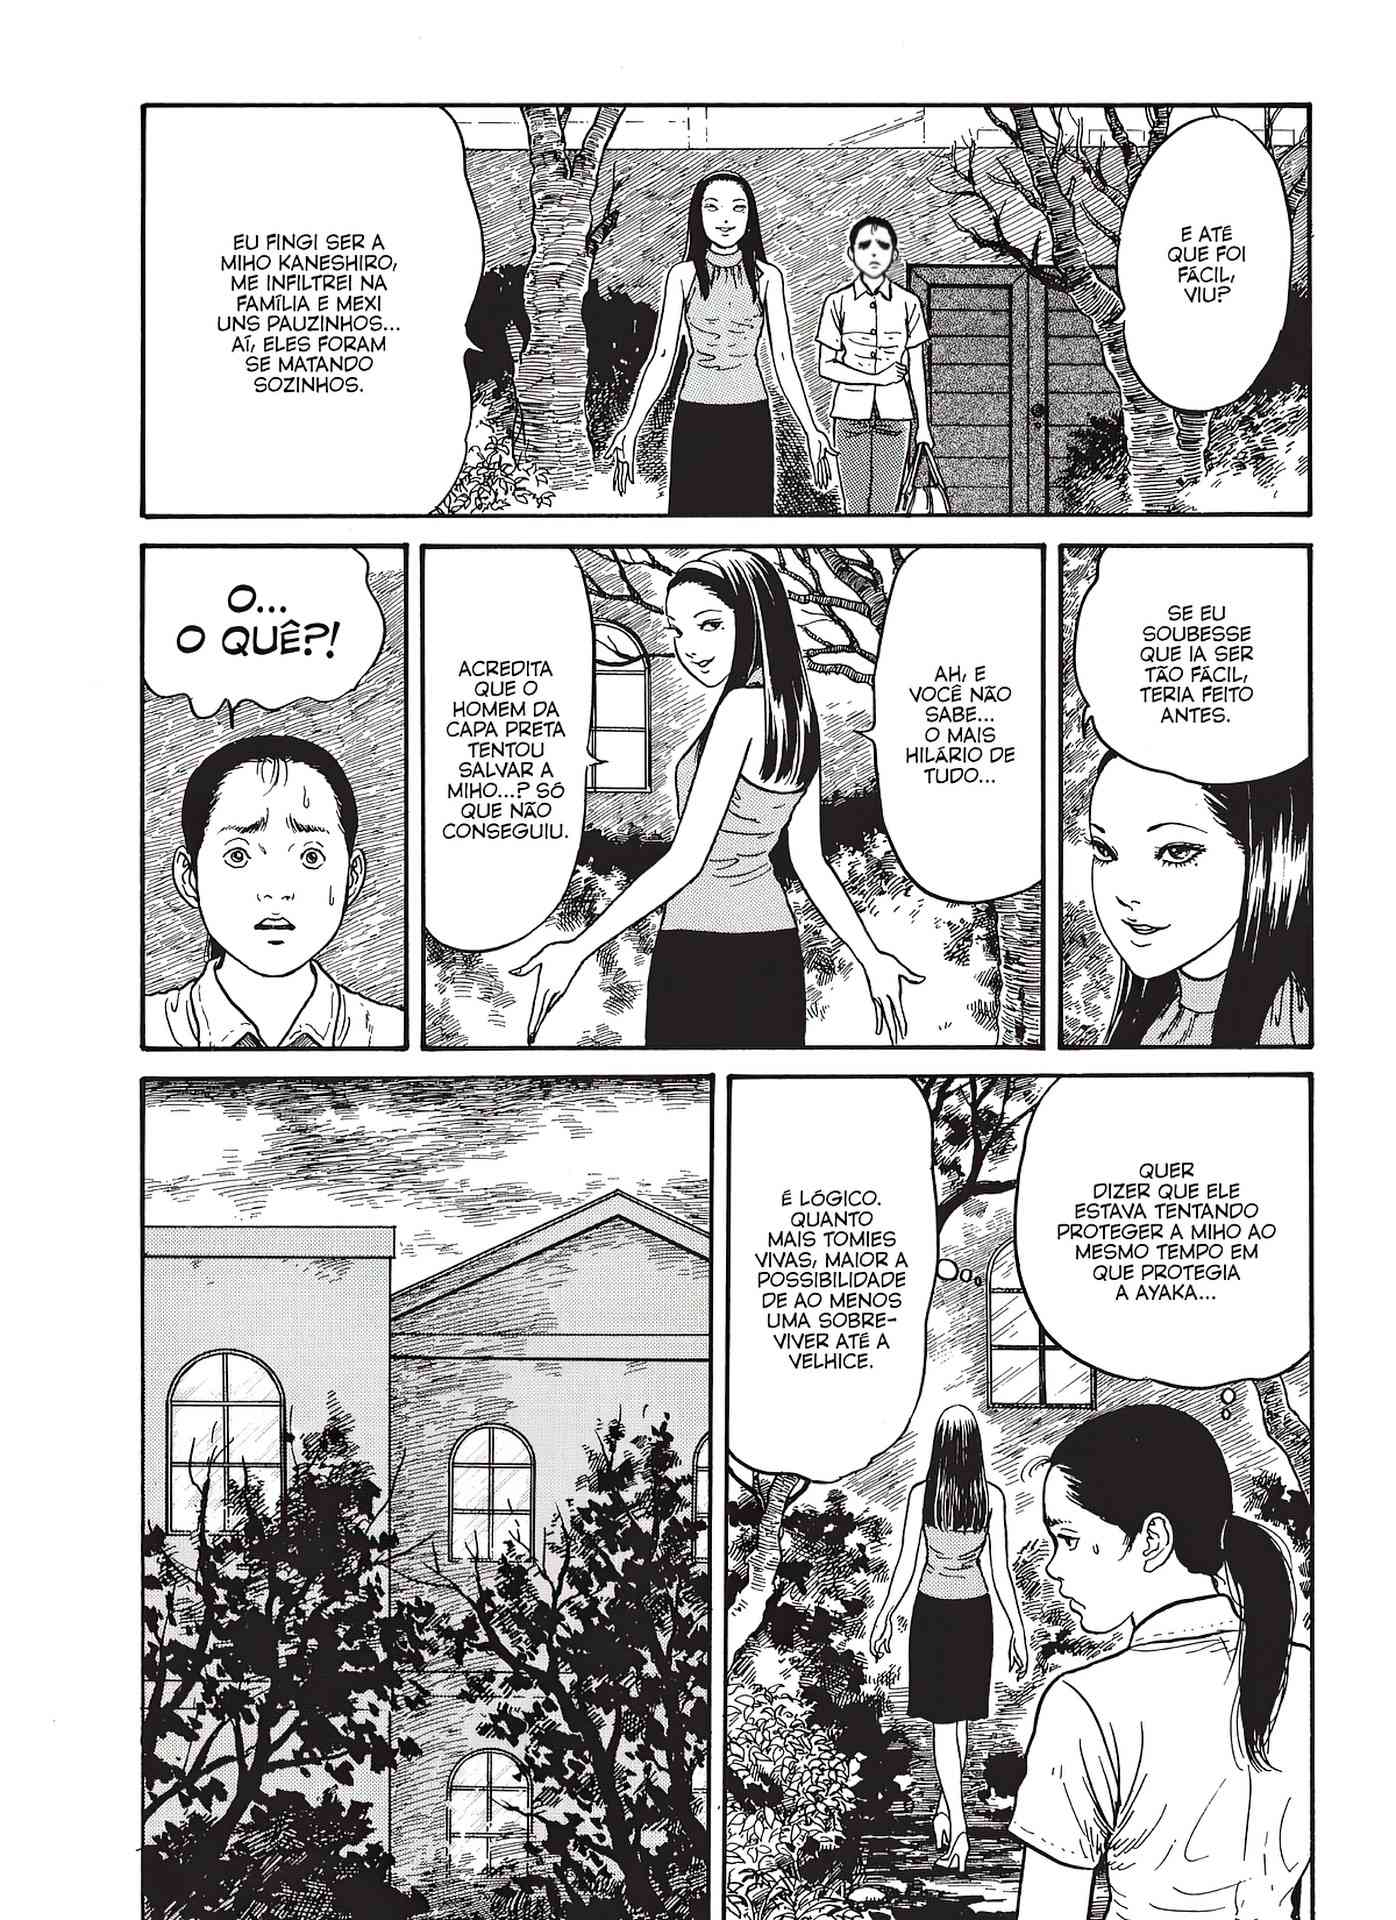 E ATÉ
QUE FOI
FÁCIL,
VIU?
EU FINGI SER A
MIHO KANESHIRO,
ME INFILTREI NA
FAMÍLIA E MEXI
UNS PAUZINHOS...
AÍ, ELES FORAM
SE MATANDO
SOZINHOS.
SE EU
SOUBESSE
QUE IA SER
TÃO FÁCIL,
TERIA FEITO
ANTES.
AH, E
VOCÊ NÃO
SABE...
O MAIS
HILÁRIO DE
TUDO...
ACREDITA
QUE O
HOMEM DA
CAPA PRETA
TENTOU
SALVAR A
MIHO...? SÓ
QUE NÃO
CONSEGUIU.
O...
O QUÊ?!
QUER
DIZER QUE ELE
ESTAVA TENTANDO
PROTEGER A MIHO AO
MESMO TEMPO EM
QUE PROTEGIA
A AYAKA...
É LÓGICO.
QUANTO
MAIS TOMIES
VIVAS, MAIOR A
POSSIBILIDADE
DE AO MENOS
UMA SOBRE-
VIVER ATÉ A
VELHICE.